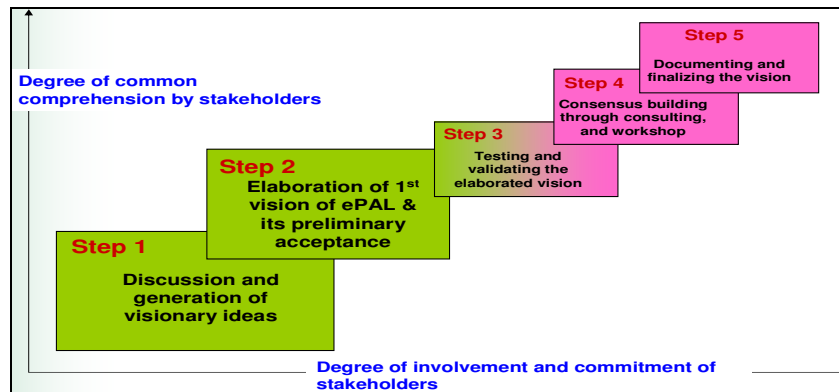 Step 5
Documenting and
finalizing the vision
Degree of common
comprehension by stakeholders
Step 4
Consensus building
through consulting,
and workshop
Step 3
Testing and
validating the
elaborated vision
Step 2
Elaboration of 1st
vision of ePAL &
its preliminary
acceptance
Step 1
Discussion and
generation of
visionary ideas
Degree of involvement and commitment of
stakeholders